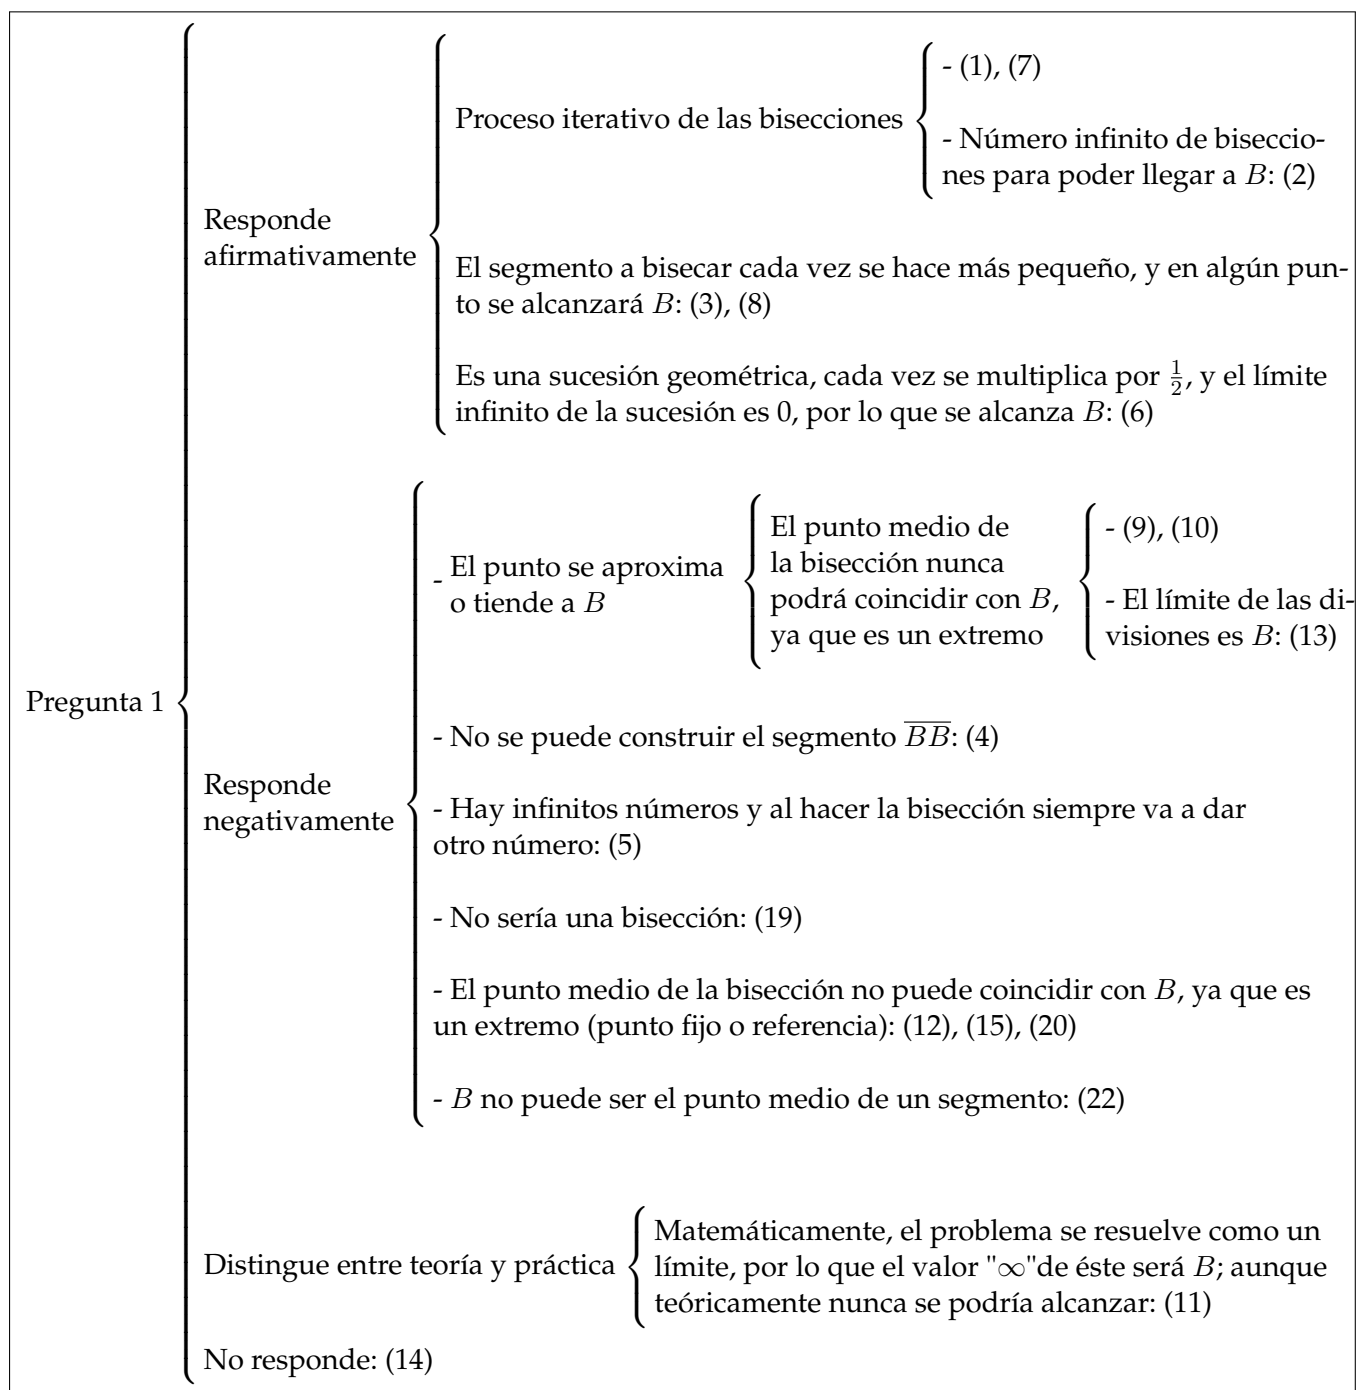 Pregunta 1
Responde
afirmativamente
Proceso iterativo de las bisecciones
- (1), (7)
- Número infinito de biseccio-
nes para poder llegar a B: (2)
El segmento a bisecar cada vez se hace más pequeño, y en algún pun-
to se alcanzará B: (3), (8)
Es una sucesión geométrica, cada vez se multiplica por 1/2, y el límite
infinito de la sucesión es 0, por lo que se alcanza B: (6)
Responde
negativamente
- El punto se aproxima
o tiende a B
El punto medio de
la bisección nunca
podrá coincidir con B,
ya que es un extremo
- (9), (10)
- El límite de las di-
visiones es B: (13)
- No se puede construir el segmento B̅B̅: (4)
- Hay infinitos números y al hacer la bisección siempre va a dar
otro número: (5)
- No sería una bisección: (19)
- El punto medio de la bisección no puede coincidir con B, ya que es
un extremo (punto fijo o referencia): (12), (15), (20)
- B no puede ser el punto medio de un segmento: (22)
Distingue entre teoría y práctica
Matemáticamente, el problema se resuelve como un
límite, por lo que el valor "∞"de éste será B; aunque
teóricamente nunca se podría alcanzar: (11)
No responde: (14)